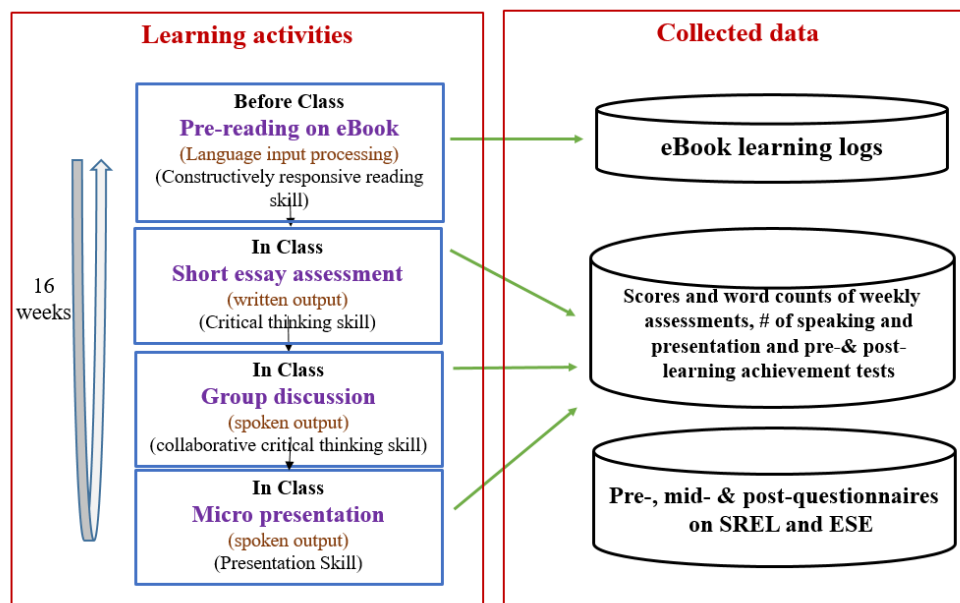 Learning activities
Before Class
Pre-reading on eBook
(Language input processing)
(Constructively responsive reading
skill)
In Class
Short essay assessment
(written output)
(Critical thinking skill)
In Class
Group discussion
(spoken output)
(collaborative critical thinking skill)
In Class
Micro presentation
(spoken output)
(Presentation Skill)
16
weeks
Collected data
eBook learning logs
Scores and word counts of weekly
assessments, # of speaking and
presentation and pre-& post-
learning achievement tests
Pre-, mid- & post-questionnaires
on SREL and ESE